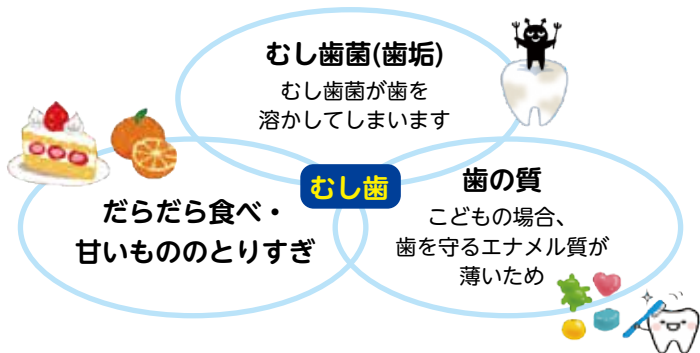 むし歯菌(歯垢)
むし歯菌が歯を
溶かしてしまいます
むし歯
だらだら食べ・
甘いもののとりすぎ
歯の質
こどもの場合、
歯を守るエナメル質が
薄いため